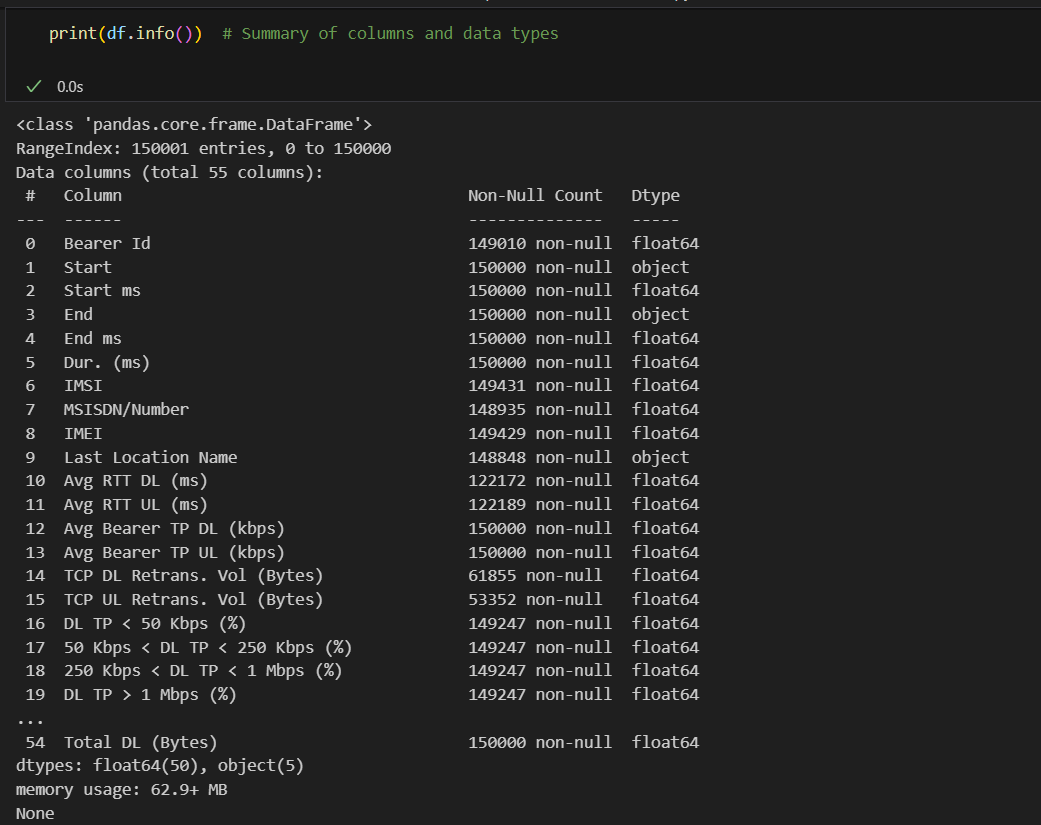 print(df.info())  # Summary of columns and data types
0.0s
<class 'pandas.core.frame.DataFrame'>
RangeIndex: 150001 entries, 0 to 150000
Data columns (total 55 columns):
 #   Column                                    Non-Null Count   Dtype
---  ------                                    --------------   -----
 0   Bearer Id                                 149010 non-null  float64
 1   Start                                     150000 non-null  object
 2   Start ms                                  150000 non-null  float64
 3   End                                       150000 non-null  object
 4   End ms                                    150000 non-null  float64
 5   Dur. (ms)                                 150000 non-null  float64
 6   IMSI                                      149431 non-null  float64
 7   MSISDN/Number                             148935 non-null  float64
 8   IMEI                                      149429 non-null  float64
 9   Last Location Name                        148848 non-null  object
 10  Avg RTT DL (ms)                           122172 non-null  float64
 11  Avg RTT UL (ms)                           122189 non-null  float64
 12  Avg Bearer TP DL (kbps)                   150000 non-null  float64
 13  Avg Bearer TP UL (kbps)                   150000 non-null  float64
 14  TCP DL Retrans. Vol (Bytes)               61855 non-null   float64
 15  TCP UL Retrans. Vol (Bytes)               53352 non-null   float64
 16  DL TP < 50 Kbps (%)                       149247 non-null  float64
 17  50 Kbps < DL TP < 250 Kbps (%)            149247 non-null  float64
 18  250 Kbps < DL TP < 1 Mbps (%)             149247 non-null  float64
 19  DL TP > 1 Mbps (%)                        149247 non-null  float64
...
 54  Total DL (Bytes)                          150000 non-null  float64
dtypes: float64(50), object(5)
memory usage: 62.9+ MB
None